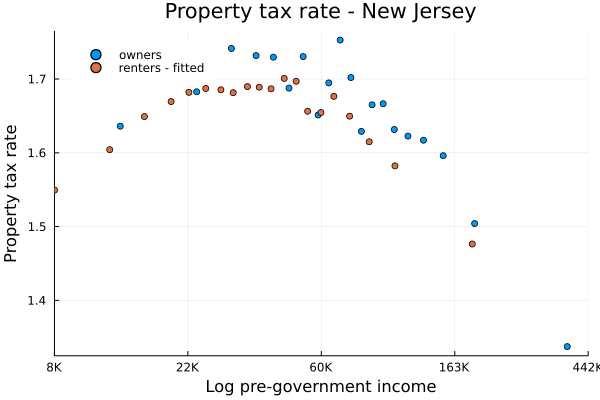 Property tax rate - New Jersey
owners
renters - fitted
Property tax rate
1.7
1.6
1.5
1.4
8K 22K 60K 163K 442K
Log pre-government income